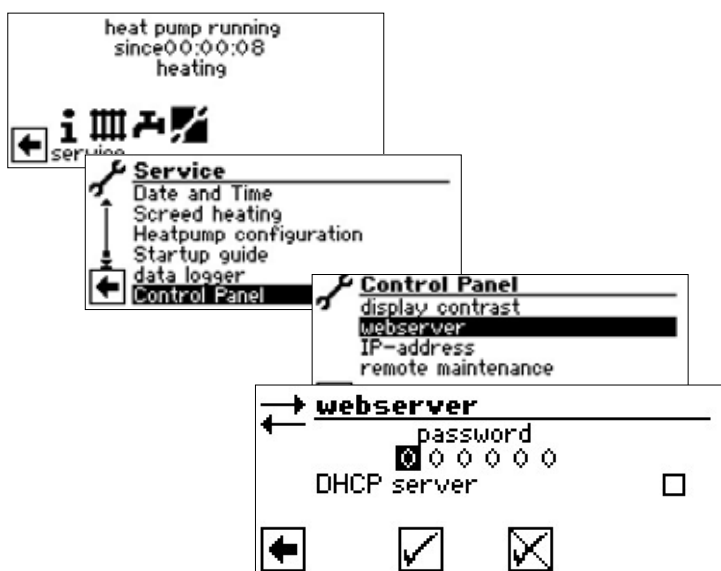 heat pump running
since00:00:08
heating
service
Service
Date and Time
Screed heating
Heatpump configuration
Startup guide
data logger
Control Panel
Control Panel
display contrast
webserver
IP-address
remote maintenance
webserver
password
0 0 0 0 0 0
DHCP server